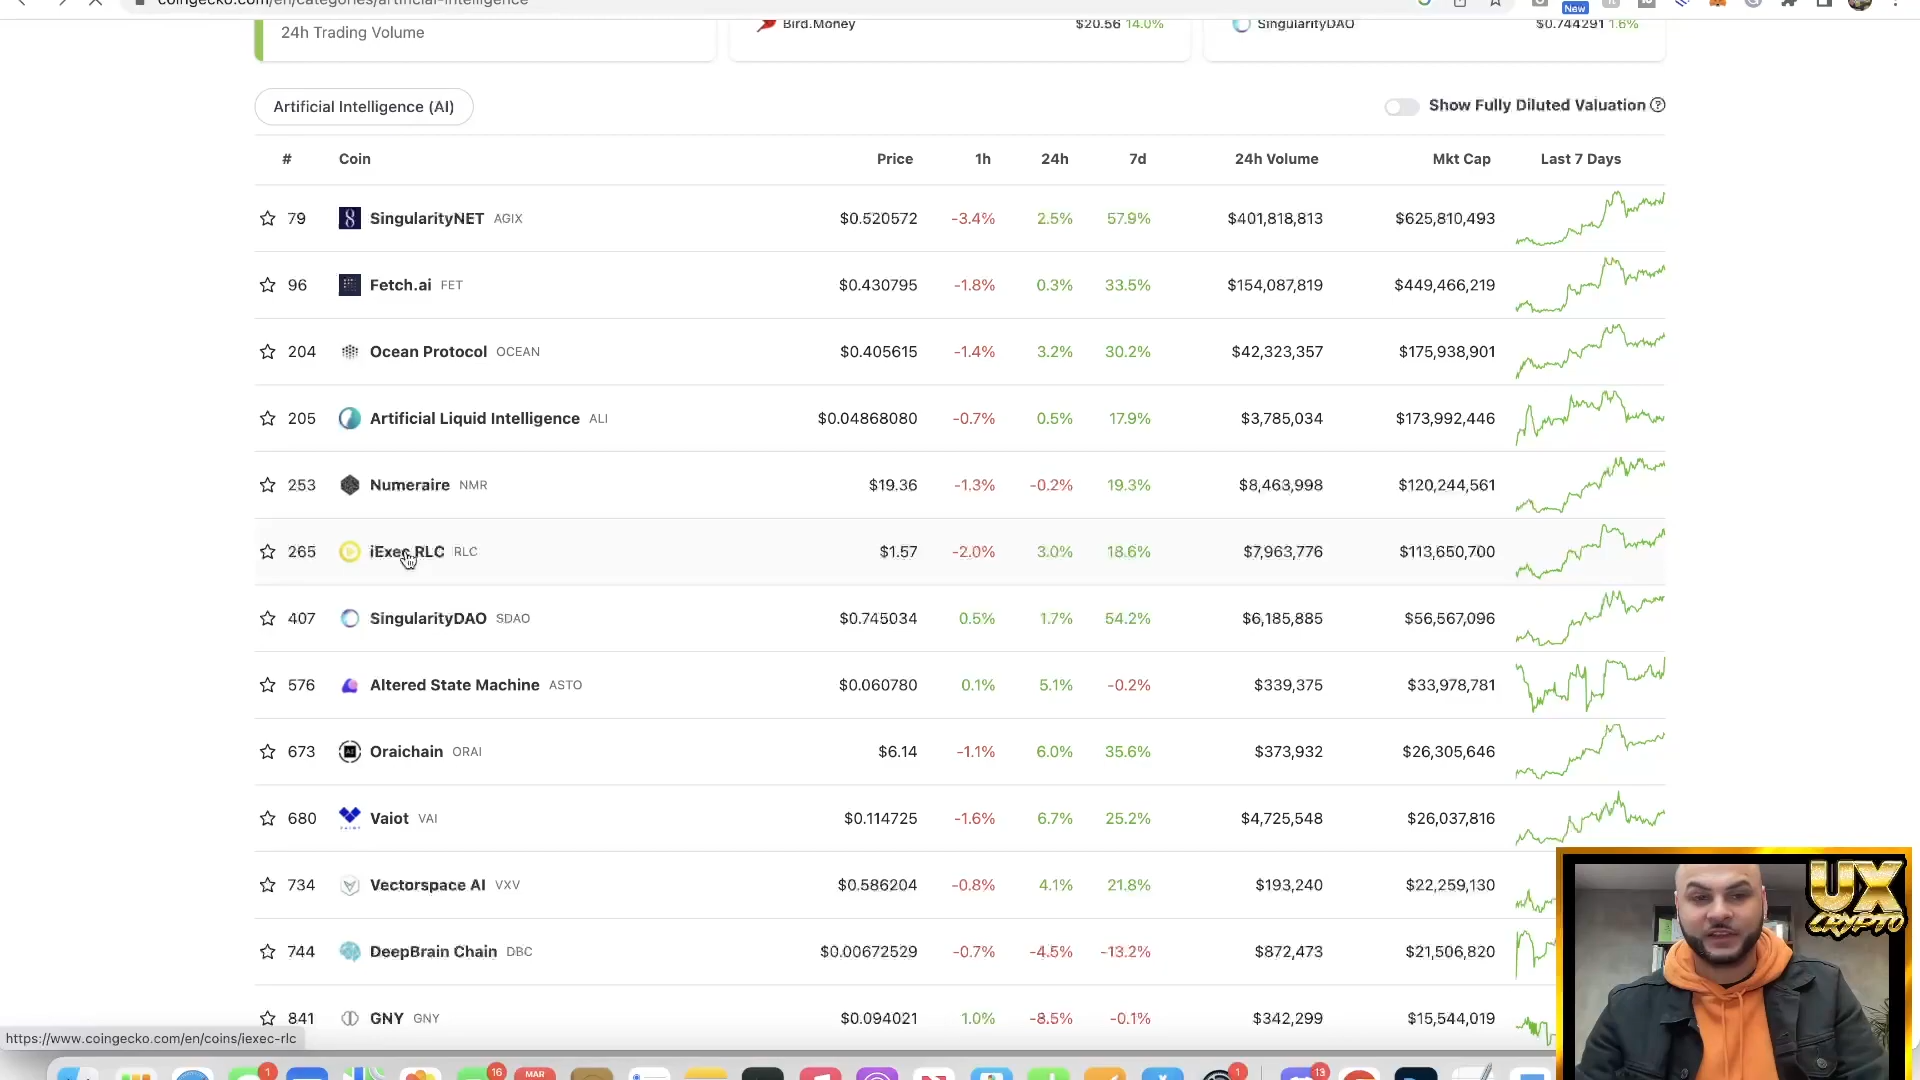 coingecko.com/en/categories/artificial-intelligence
New
24h Trading Volume
Bird.Money $20.56 14.0%
SingularityDAO $0.744291 1.6%
Artificial Intelligence (AI)
Show Fully Diluted Valuation ?
# Coin Price 1h 24h 7d 24h Volume Mkt Cap Last 7 Days
79 SingularityNET AGIX $0.520572 -3.4% 2.5% 57.9% $401,818,813 $625,810,493
96 Fetch.ai FET $0.430795 -1.8% 0.3% 33.5% $154,087,819 $449,466,219
204 Ocean Protocol OCEAN $0.405615 -1.4% 3.2% 30.2% $42,323,357 $175,938,901
205 Artificial Liquid Intelligence ALI $0.04868080 -0.7% 0.5% 17.9% $3,785,034 $173,992,446
253 Numeraire NMR $19.36 -1.3% -0.2% 19.3% $8,463,998 $120,244,561
265 iExec RLC RLC $1.57 -2.0% 3.0% 18.6% $7,963,776 $113,650,700
407 SingularityDAO SDAO $0.745034 0.5% 1.7% 54.2% $6,185,885 $56,567,096
576 Altered State Machine ASTO $0.060780 0.1% 5.1% -0.2% $339,375 $33,978,781
673 Oraichain ORAI $6.14 -1.1% 6.0% 35.6% $373,932 $26,305,646
680 Vaiot VAI $0.114725 -1.6% 6.7% 25.2% $4,725,548 $26,037,816
734 Vectorspace AI VXV $0.586204 -0.8% 4.1% 21.8% $193,240 $22,259,130
744 DeepBrain Chain DBC $0.00672529 -0.7% -4.5% -13.2% $872,473 $21,506,820
841 GNY GNY $0.094021 1.0% -8.5% -0.1% $342,299 $15,544,019
UX
CRYPTO
https://www.coingecko.com/en/coins/iexec-rlc
1
16
MAR
1
13